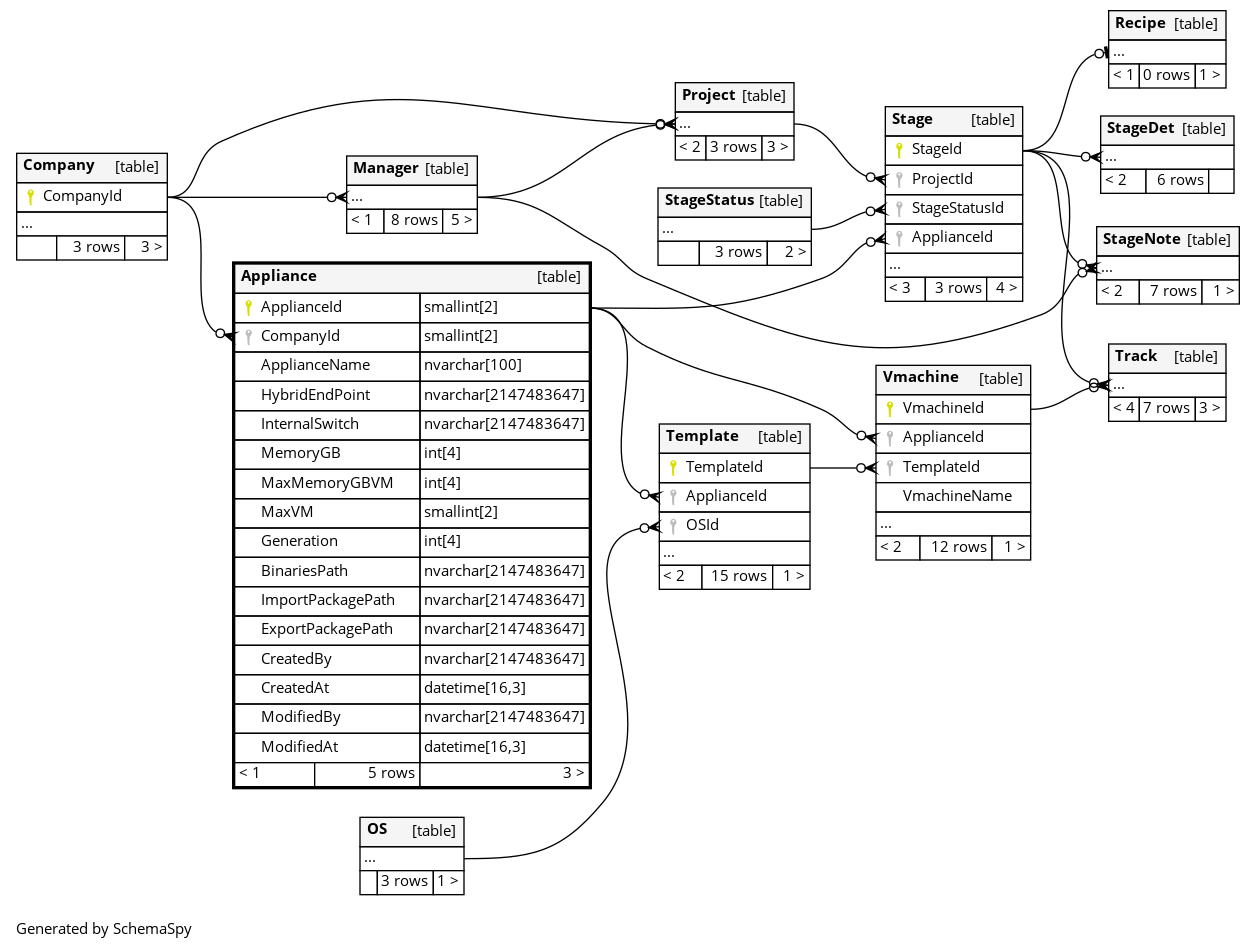 Company [table]
CompanyId
...
3 rows 3 >
Manager [table]
...
< 1 8 rows 5 >
Project [table]
...
< 2 3 rows 3 >
StageStatus [table]
...
3 rows 2 >
Stage [table]
StageId
ProjectId
StageStatusId
ApplianceId
...
< 3 3 rows 4 >
Recipe [table]
...
< 1 0 rows 1 >
StageDet [table]
...
< 2 6 rows
StageNote [table]
...
< 2 7 rows 1 >
Track [table]
...
< 4 7 rows 3 >
Appliance [table]
ApplianceId smallint[2]
CompanyId smallint[2]
ApplianceName nvarchar[100]
HybridEndPoint nvarchar[2147483647]
InternalSwitch nvarchar[2147483647]
MemoryGB int[4]
MaxMemoryGBVM int[4]
MaxVM smallint[2]
Generation int[4]
BinariesPath nvarchar[2147483647]
ImportPackagePath nvarchar[2147483647]
ExportPackagePath nvarchar[2147483647]
CreatedBy nvarchar[2147483647]
CreatedAt datetime[16,3]
ModifiedBy nvarchar[2147483647]
ModifiedAt datetime[16,3]
< 1 5 rows 3 >
Template [table]
TemplateId
ApplianceId
OSId
...
< 2 15 rows 1 >
Vmachine [table]
VmachineId
ApplianceId
TemplateId
VmachineName
...
< 2 12 rows 1 >
OS [table]
...
3 rows 1 >
Generated by SchemaSpy